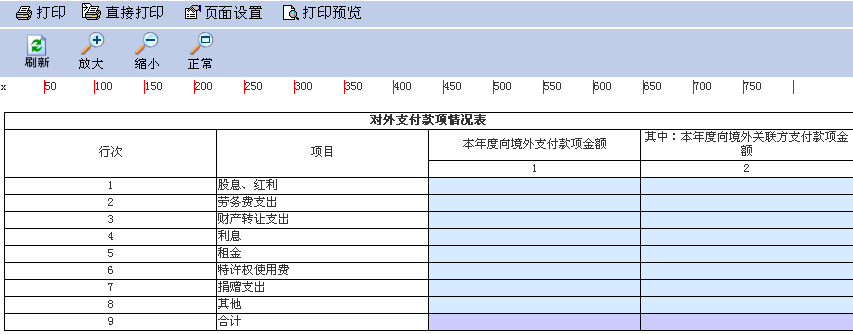 打印 直接打印 页面设置 打印预览
刷新 放大 缩小 正常
x 50 100 150 200 250 300 350 400 450 500 550 600 650 700 750
对外支付款项情况表
行次 项目 本年度向境外支付款项金额 其中：本年度向境外关联方支付款项金
额
1 2
1 股息、红利
2 劳务费支出
3 财产转让支出
4 利息
5 租金
6 特许权使用费
7 捐赠支出
8 其他
9 合计